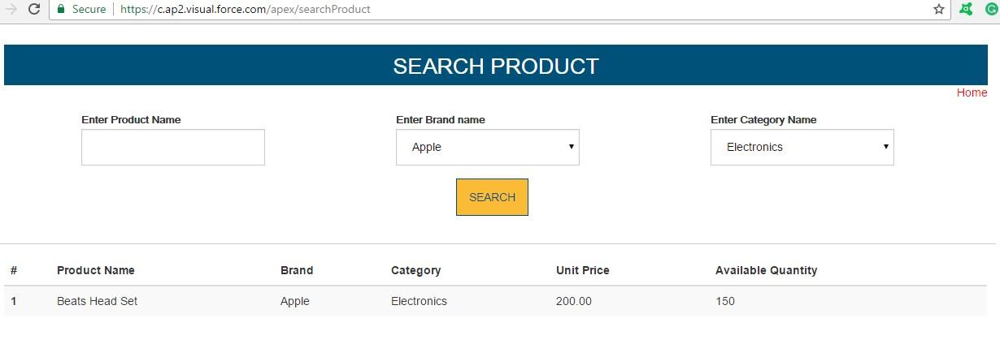 Secure https://c.ap2.visual.force.com/apex/searchProduct
SEARCH PRODUCT
Home
Enter Product Name Enter Brand name Enter Category Name
Apple Electronics
SEARCH
# Product Name Brand Category Unit Price Available Quantity
1 Beats Head Set Apple Electronics 200.00 150